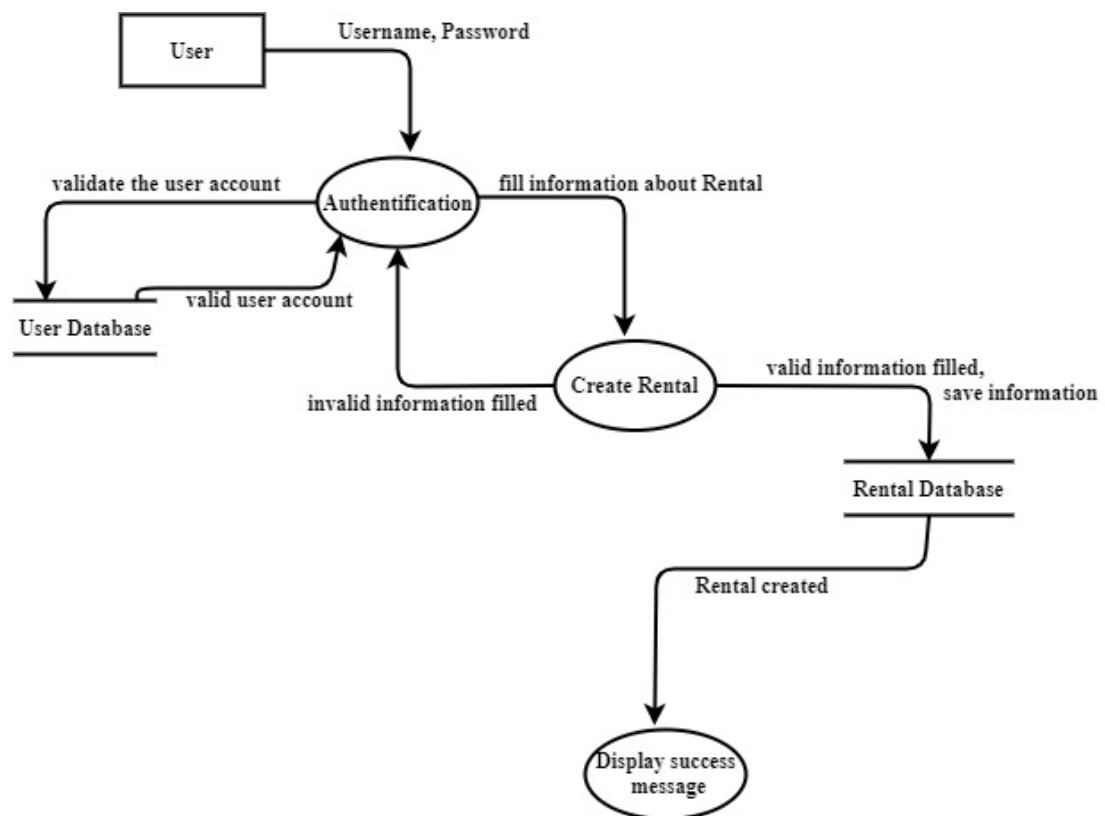 Username, Password
User
validate the user account
fill information about Rental
Authentification
valid user account
User Database
valid information filled,
save information
Create Rental
invalid information filled
Rental Database
Rental created
Display success
message